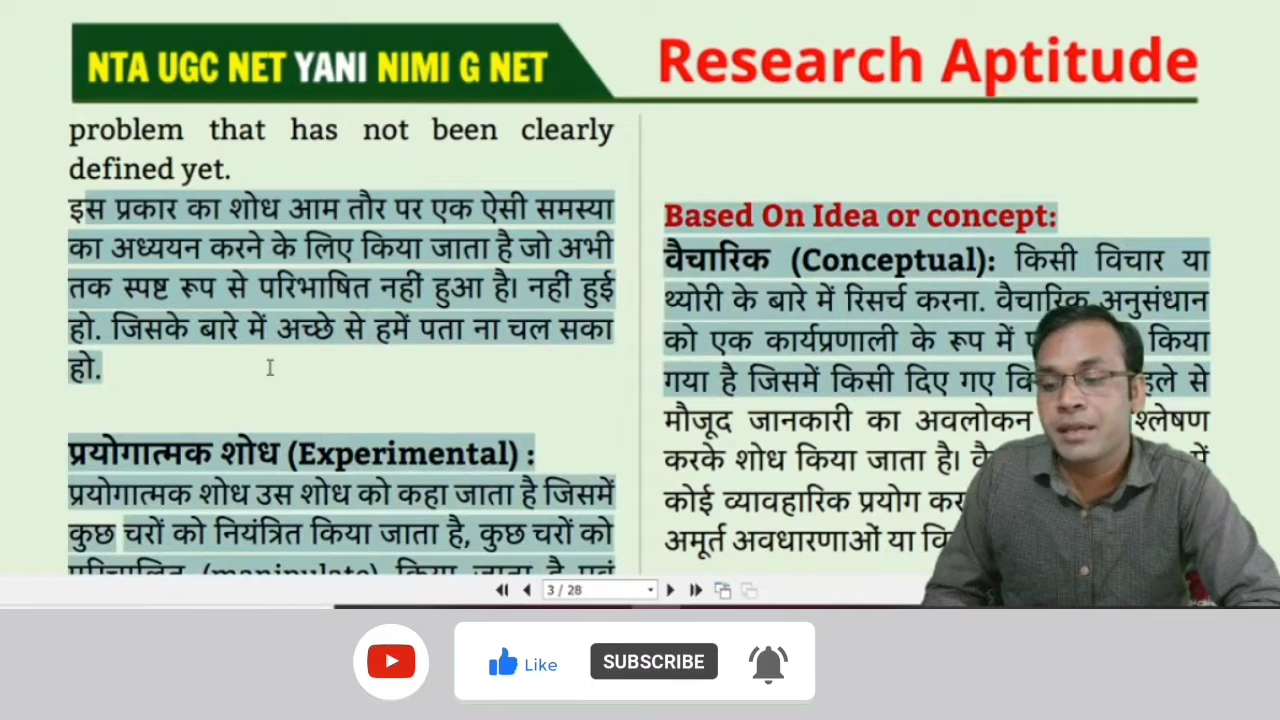 NTA UGC NET YANI NIMI G NET
Research Aptitude
problem that has not been clearly
defined yet.
इस प्रकार का शोध आम तौर पर एक ऐसी समस्या
का अध्ययन करने के लिए किया जाता है जो अभी
तक स्पष्ट रूप से परिभाषित नहीं हुआ है। नहीं हुई
हो. जिसके बारे में अच्छे से हमें पता ना चल सका
हो.
प्रयोगात्मक शोध (Experimental) :
प्रयोगात्मक शोध उस शोध को कहा जाता है जिसमें
कुछ चरों को नियंत्रित किया जाता है, कुछ चरों को
परिचालित (manipulate) किया जाता है एवं
Based On Idea or concept:
वैचारिक (Conceptual): किसी विचार या
थ्योरी के बारे में रिसर्च करना. वैचारिक अनुसंधान
को एक कार्यप्रणाली के रूप में किया
गया है जिसमें किसी दिए गए
मौजूद जानकारी का अवलोकन
करके शोध किया जाता है।
कोई व्यावहारिक प्रयोग
अमूर्त अवधारणाओं या
3 / 28
Like
SUBSCRIBE